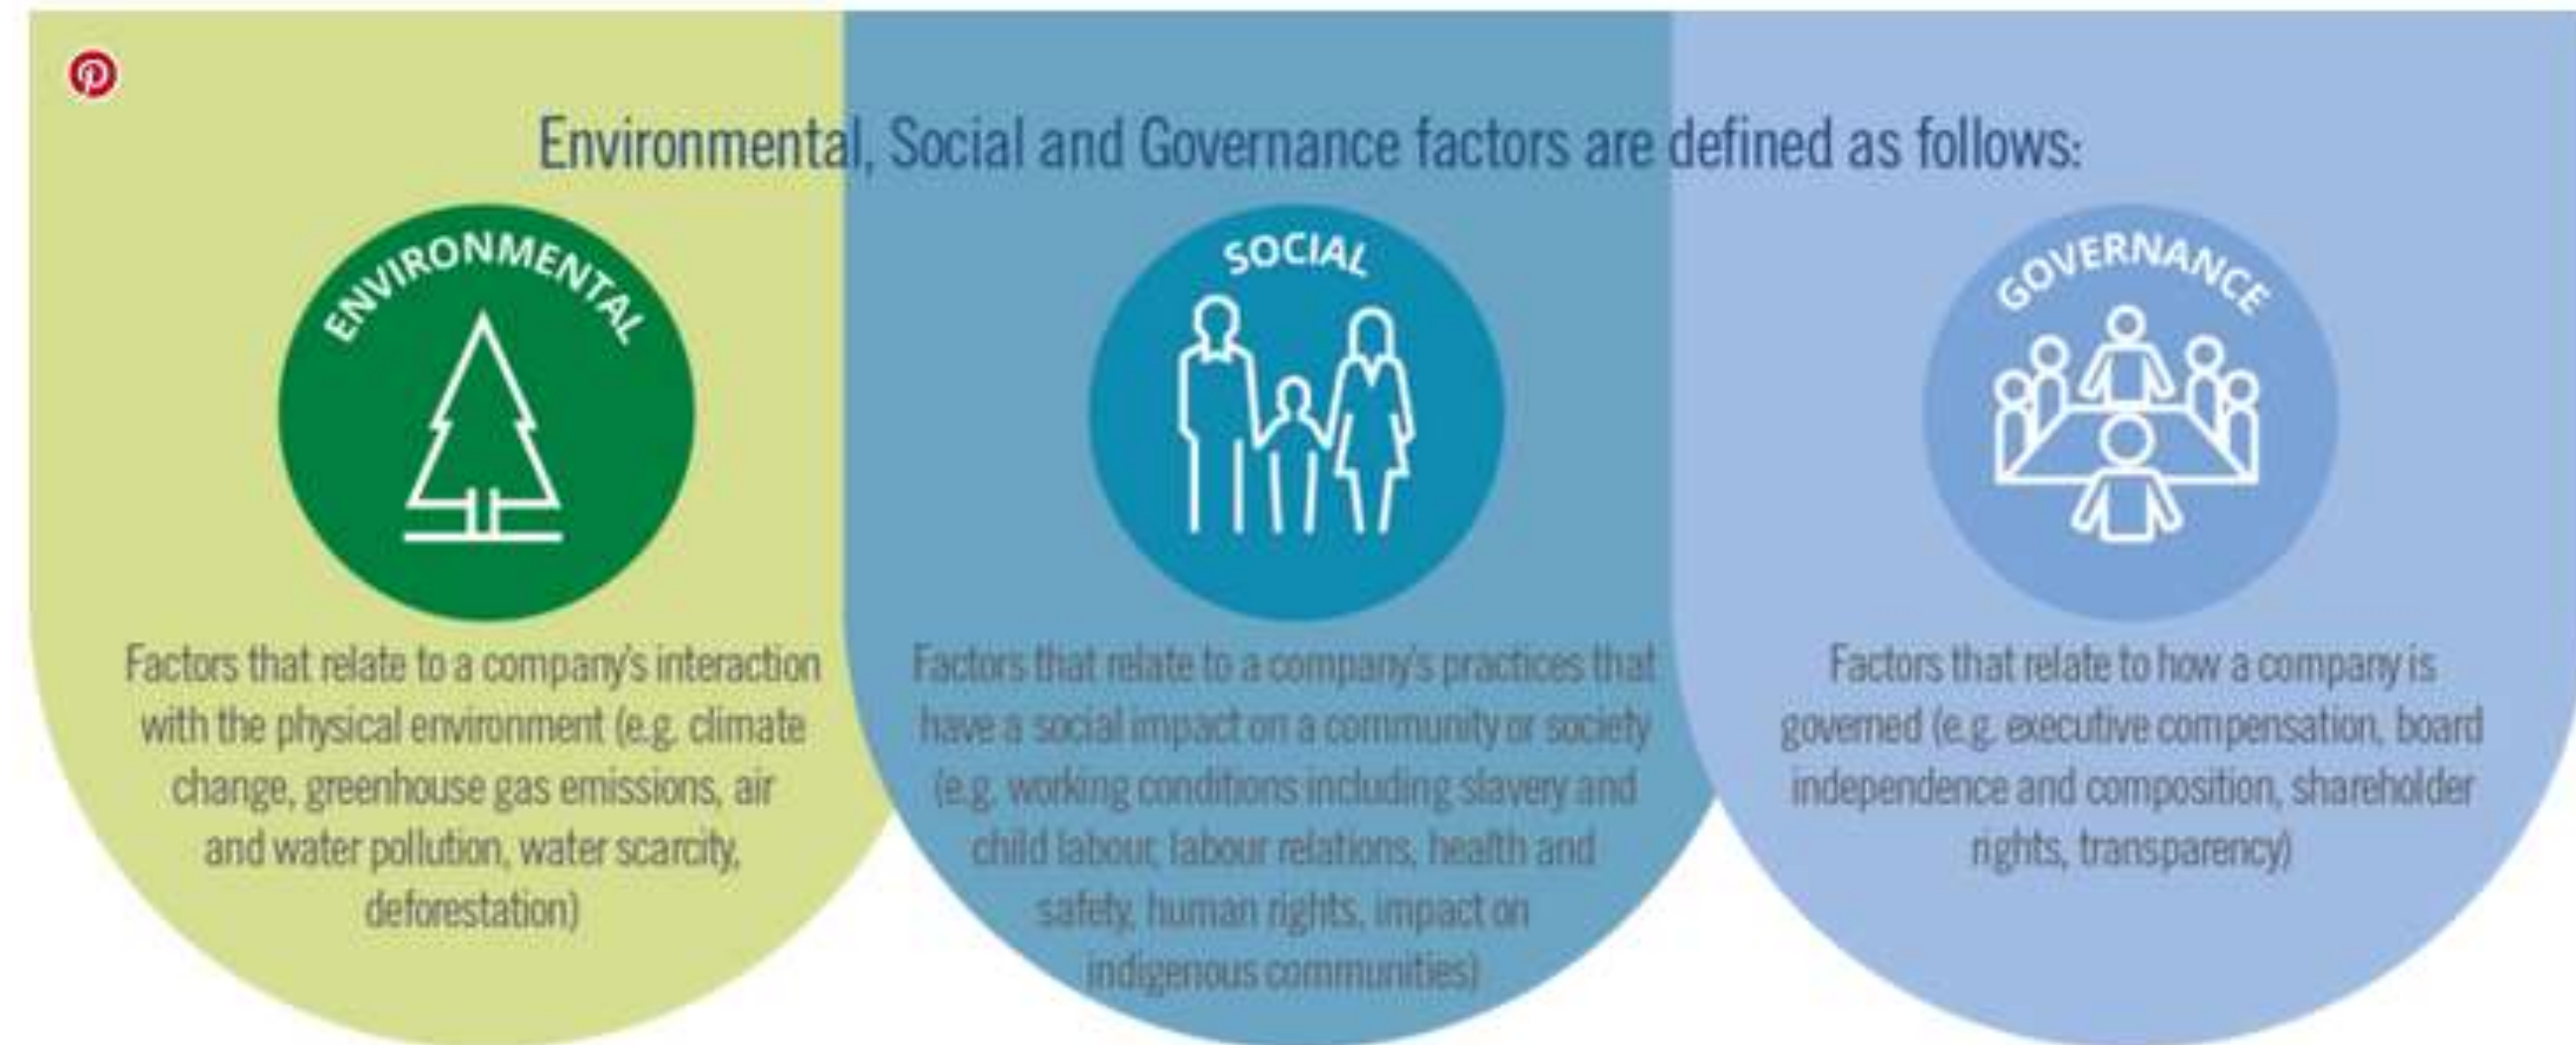 Environmental, Social and Governance factors are defined as follows:
ENVIRONMENTAL
Factors that relate to a company's interaction
with the physical environment (e.g. climate
change, greenhouse gas emissions, air
and water pollution, water scarcity,
deforestation)
SOCIAL
Factors that relate to a company's practices that
have a social impact on a community or society
(e.g. working conditions including slavery and
child labour, labour relations, health and
safety, human rights, impact on
indigenous communities)
GOVERNANCE
Factors that relate to how a company is
governed (e.g. executive compensation, board
independence and composition, shareholder
rights, transparency)